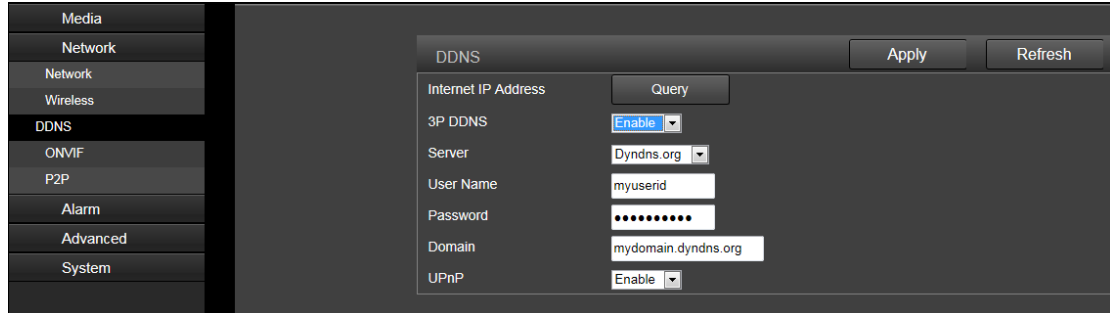 Media
Network
Network
Wireless
DDNS
ONVIF
P2P
Alarm
Advanced
System
DDNS Apply Refresh
Internet IP Address Query
3P DDNS Enable
Server Dyndns.org
User Name myuserid
Password ●●●●●●●●●●
Domain mydomain.dyndns.org
UPnP Enable